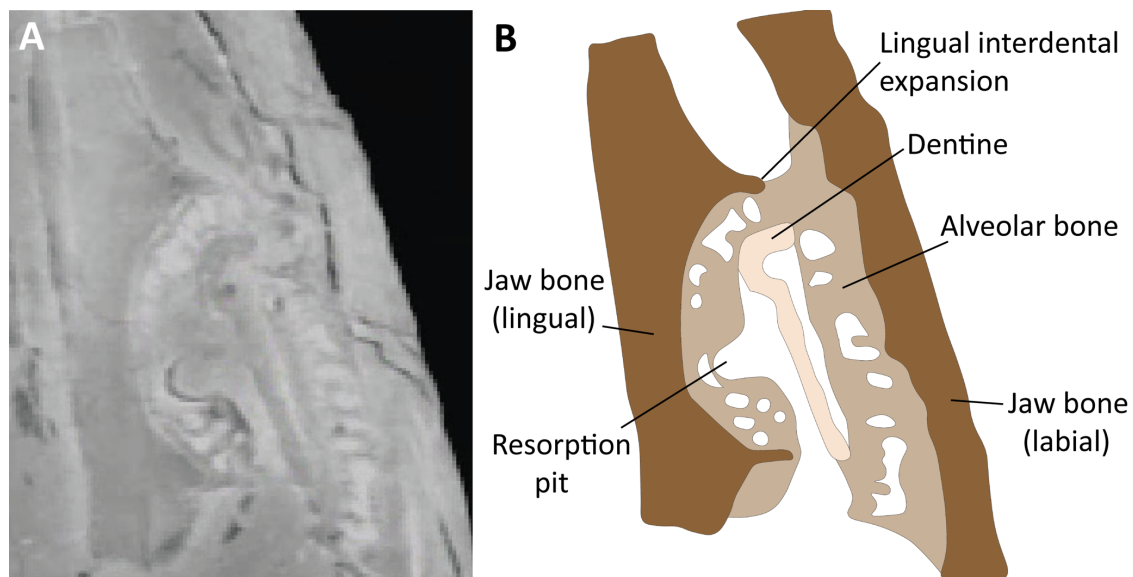 A
B
Lingual interdental
expansion
Dentine
Alveolar bone
Jaw bone
(lingual)
Resorption
pit
Jaw bone
(labial)